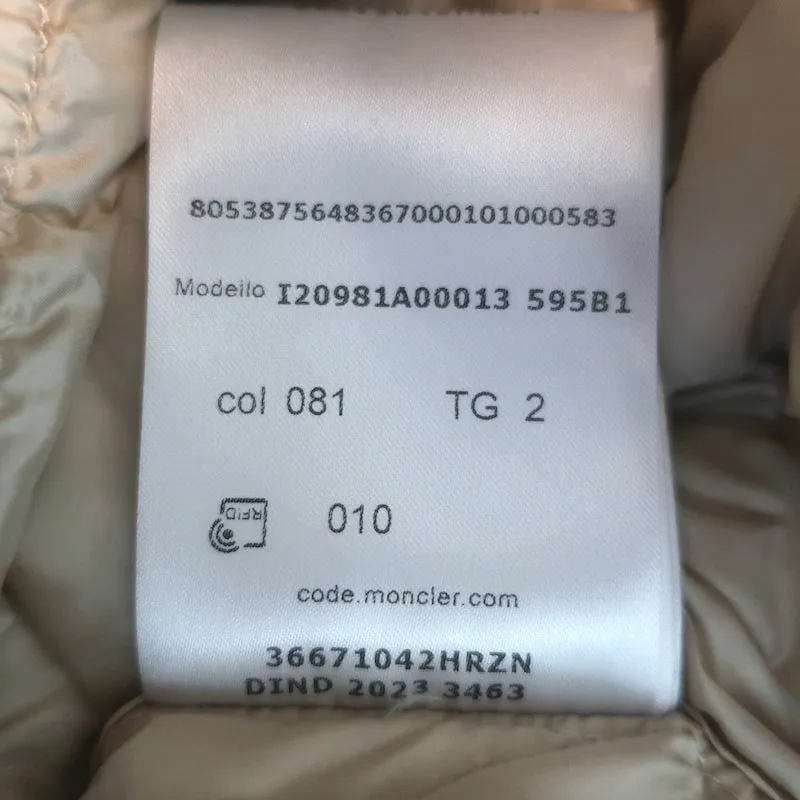 8053875648367000101000583
Modello I20981A00013 595B1
col 081 TG 2
RFID 010
code.moncler.com
36671042HRZN
DIND 2023 3463